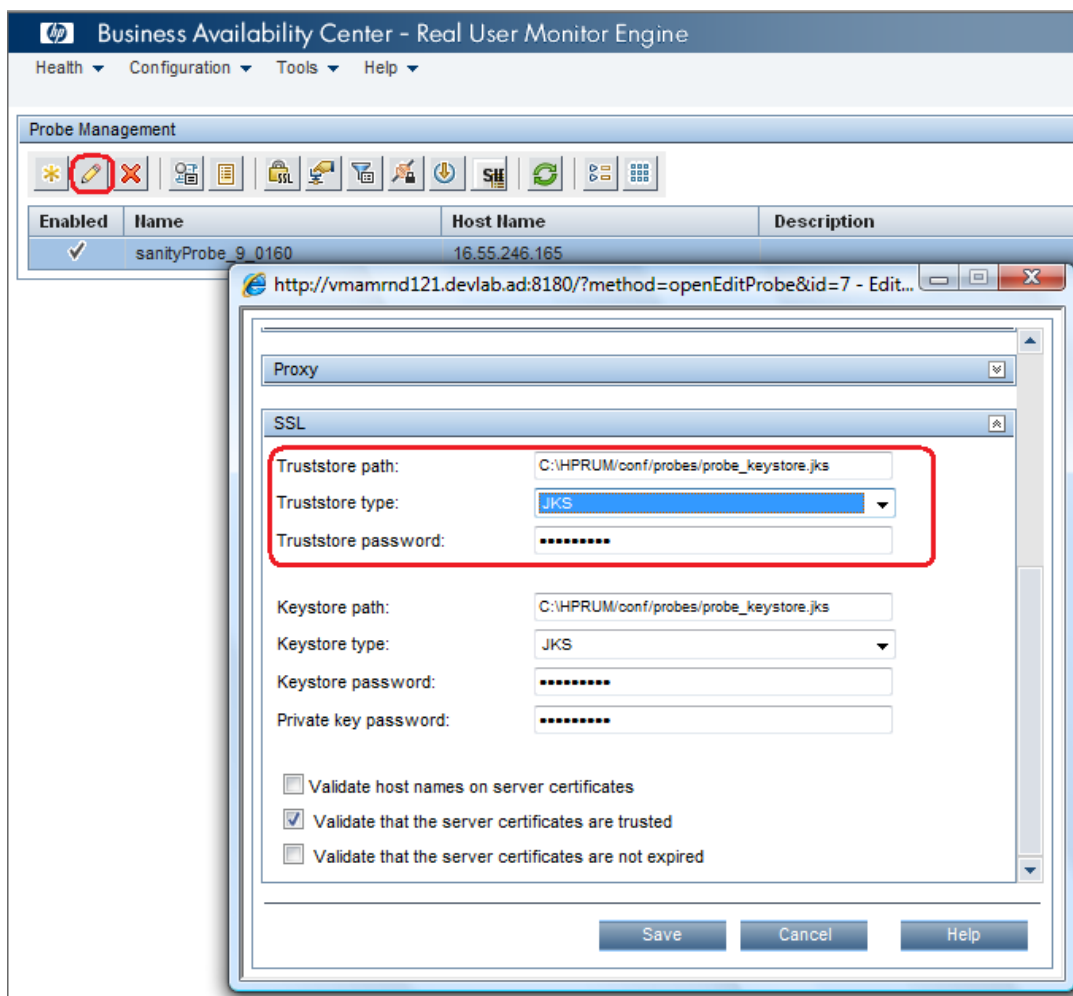 hp Business Availability Center - Real User Monitor Engine
Health Configuration Tools Help
Probe Management
SSL
Enabled Name Host Name Description
sanityProbe_9_0160 16.55.246.165
http://vmamrnd121.devlab.ad:8180/?method=openEditProbe&id=7 - Edit...
Proxy
SSL
Truststore path: C:\HPRUM/conf/probes/probe_keystore.jks
Truststore type: JKS
Truststore password: •••••••••
Keystore path: C:\HPRUM/conf/probes/probe_keystore.jks
Keystore type: JKS
Keystore password: •••••••••
Private key password: •••••••••
Validate host names on server certificates
Validate that the server certificates are trusted
Validate that the server certificates are not expired
Save Cancel Help